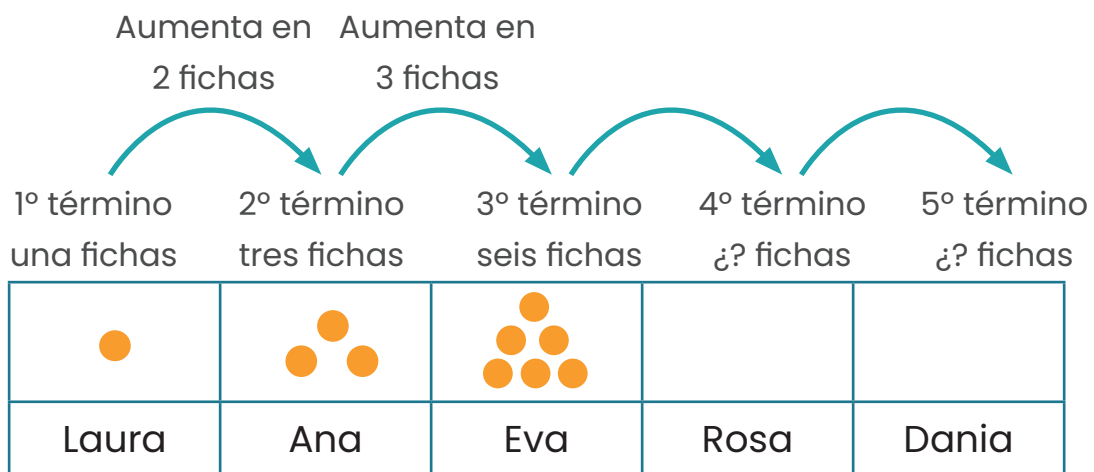 Aumenta en
2 fichas
Aumenta en
3 fichas
1º término
una fichas
2º término
tres fichas
3º término
seis fichas
4º término
¿? fichas
5º término
¿? fichas
Laura
Ana
Eva
Rosa
Dania